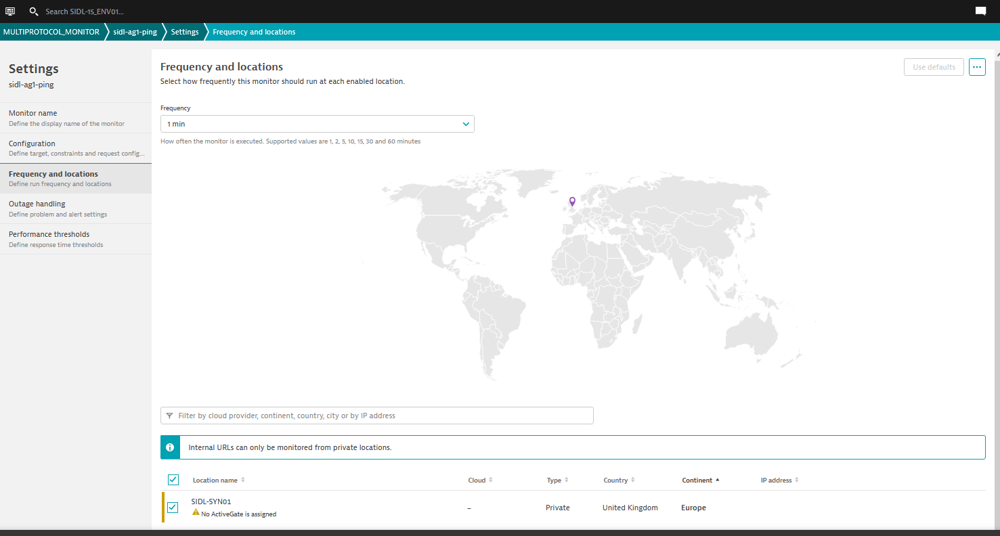 Search SIDL-15_ENV01...
MULTIPROTOCOL_MONITOR sidl-ag1-ping Settings Frequency and locations
Settings
sidl-ag1-ping
Monitor name
Define the display name of the monitor
Configuration
Define target, constraints and request config...
Frequency and locations
Define run frequency and locations
Outage handling
Define problem and alert settings
Performance thresholds
Define response time thresholds
Frequency and locations
Use defaults
Select how frequently this monitor should run at each enabled location.
Frequency
1 min
How often the monitor is executed. Supported values are 1, 2, 5, 10, 15, 30 and 60 minutes
Filter by cloud provider, continent, country, city or by IP address
Internal URLs can only be monitored from private locations.
Location name Cloud Type Country Continent IP address
SIDL-SYN01 – Private United Kingdom Europe
No ActiveGate is assigned